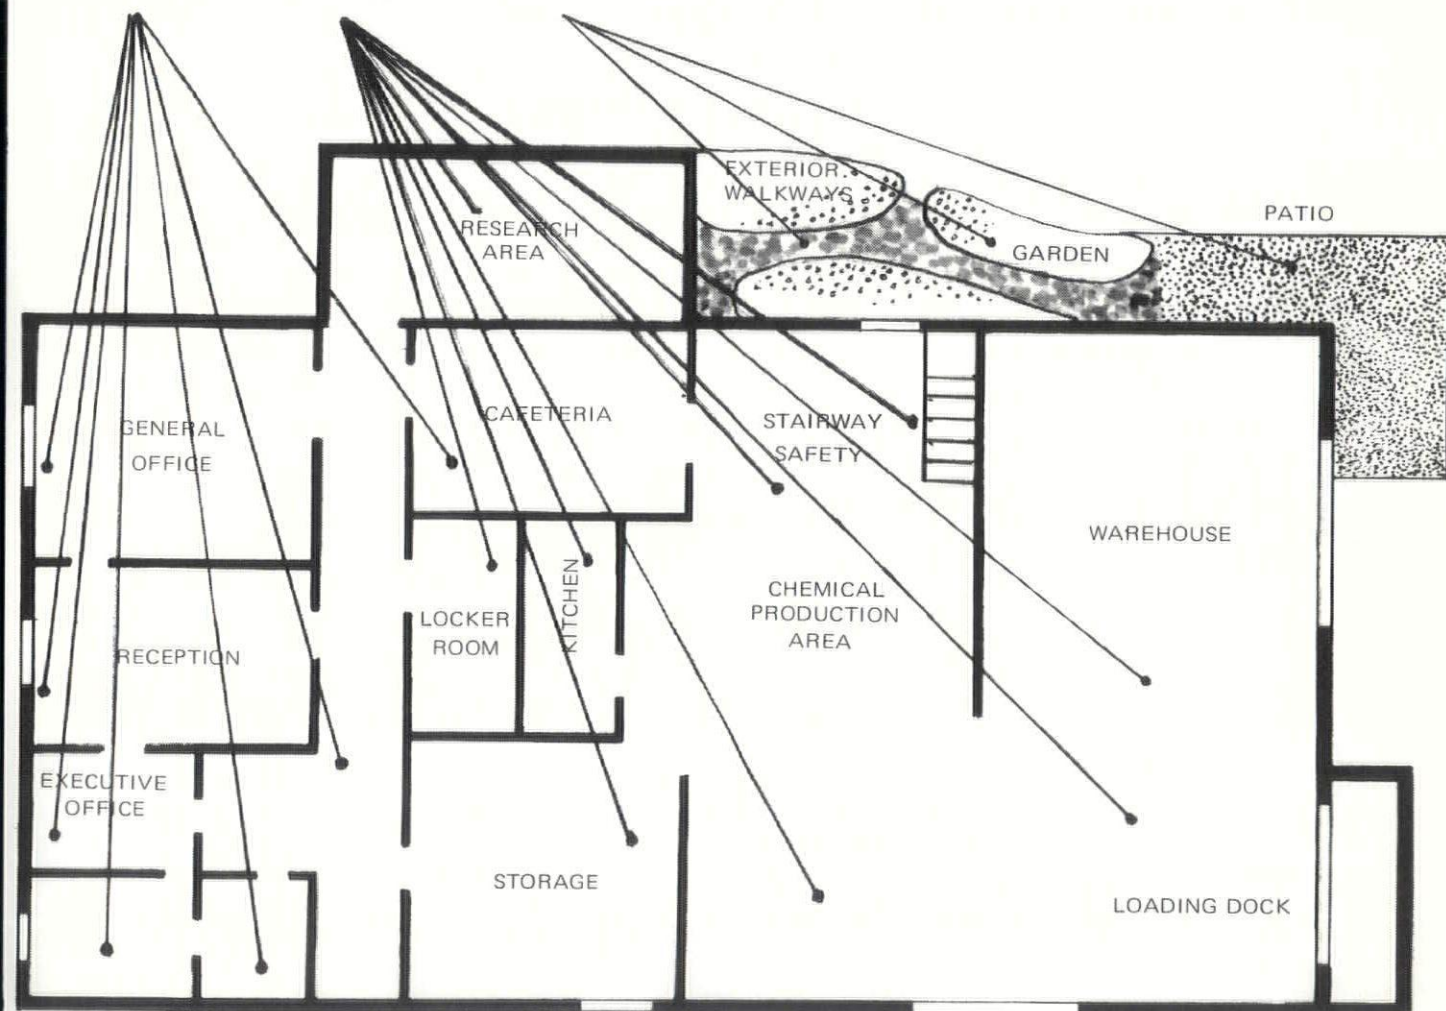 EXTERIOR
WALKWAYS
PATIO
RESEARCH
AREA
GARDEN
GENERAL
OFFICE
CAFETERIA
STAIRWAY
SAFETY
WAREHOUSE
CHEMICAL
PRODUCTION
AREA
LOCKER
ROOM
KITCHEN
RECEPTION
EXECUTIVE
OFFICE
STORAGE
LOADING DOCK